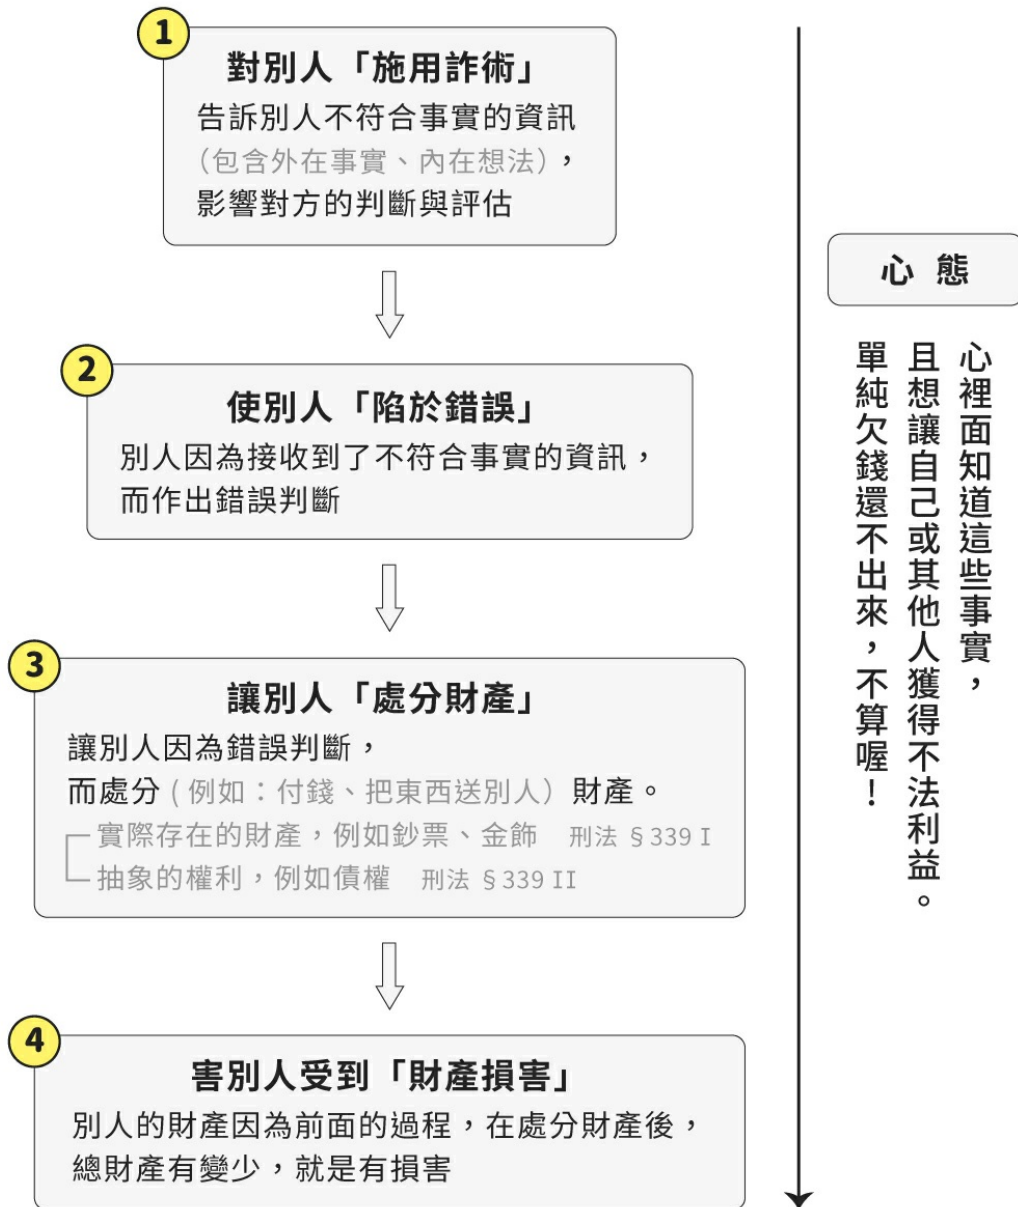 1
對別人「施用詐術」
告訴別人不符合事實的資訊
（包含外在事實、內在想法），
影響對方的判斷與評估
2
使別人「陷於錯誤」
別人因為接收到了不符合事實的資訊，
而作出錯誤判斷
3
讓別人「處分財產」
讓別人因為錯誤判斷，
而處分（例如：付錢、把東西送別人）財產。
實際存在的財產，例如鈔票、金飾 刑法 §339 I
抽象的權利，例如債權 刑法 §339 II
4
害別人受到「財產損害」
別人的財產因為前面的過程，在處分財產後，
總財產有變少，就是有損害
心態
心裡面知道這些事實，
且想讓自己或其他人獲得不法利益。
單純欠錢還不出來，不算喔！